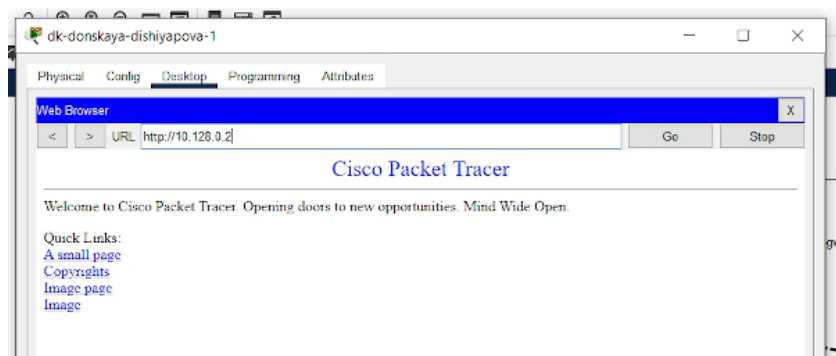 dk-donskaya-dishiyapova-1
Physical Config Desktop Programming Attributes
Web Browser X
< > URL http://10.128.0.2 Go Stop
Cisco Packet Tracer
Welcome to Cisco Packet Tracer. Opening doors to new opportunities. Mind Wide Open.
Quick Links:
A small page
Copyrights
Image page
Image